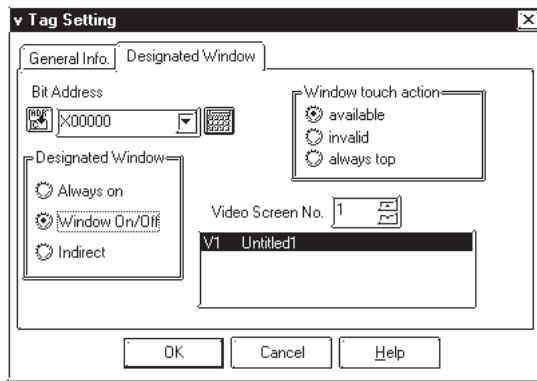 v Tag Setting
General Info.
Designated Window
Bit Address
X00000
Window touch action
available
invalid
always top
Designated Window
Always on
Window On/Off
Indirect
Video Screen No.
1
V1 Untitled1
OK
Cancel
Help